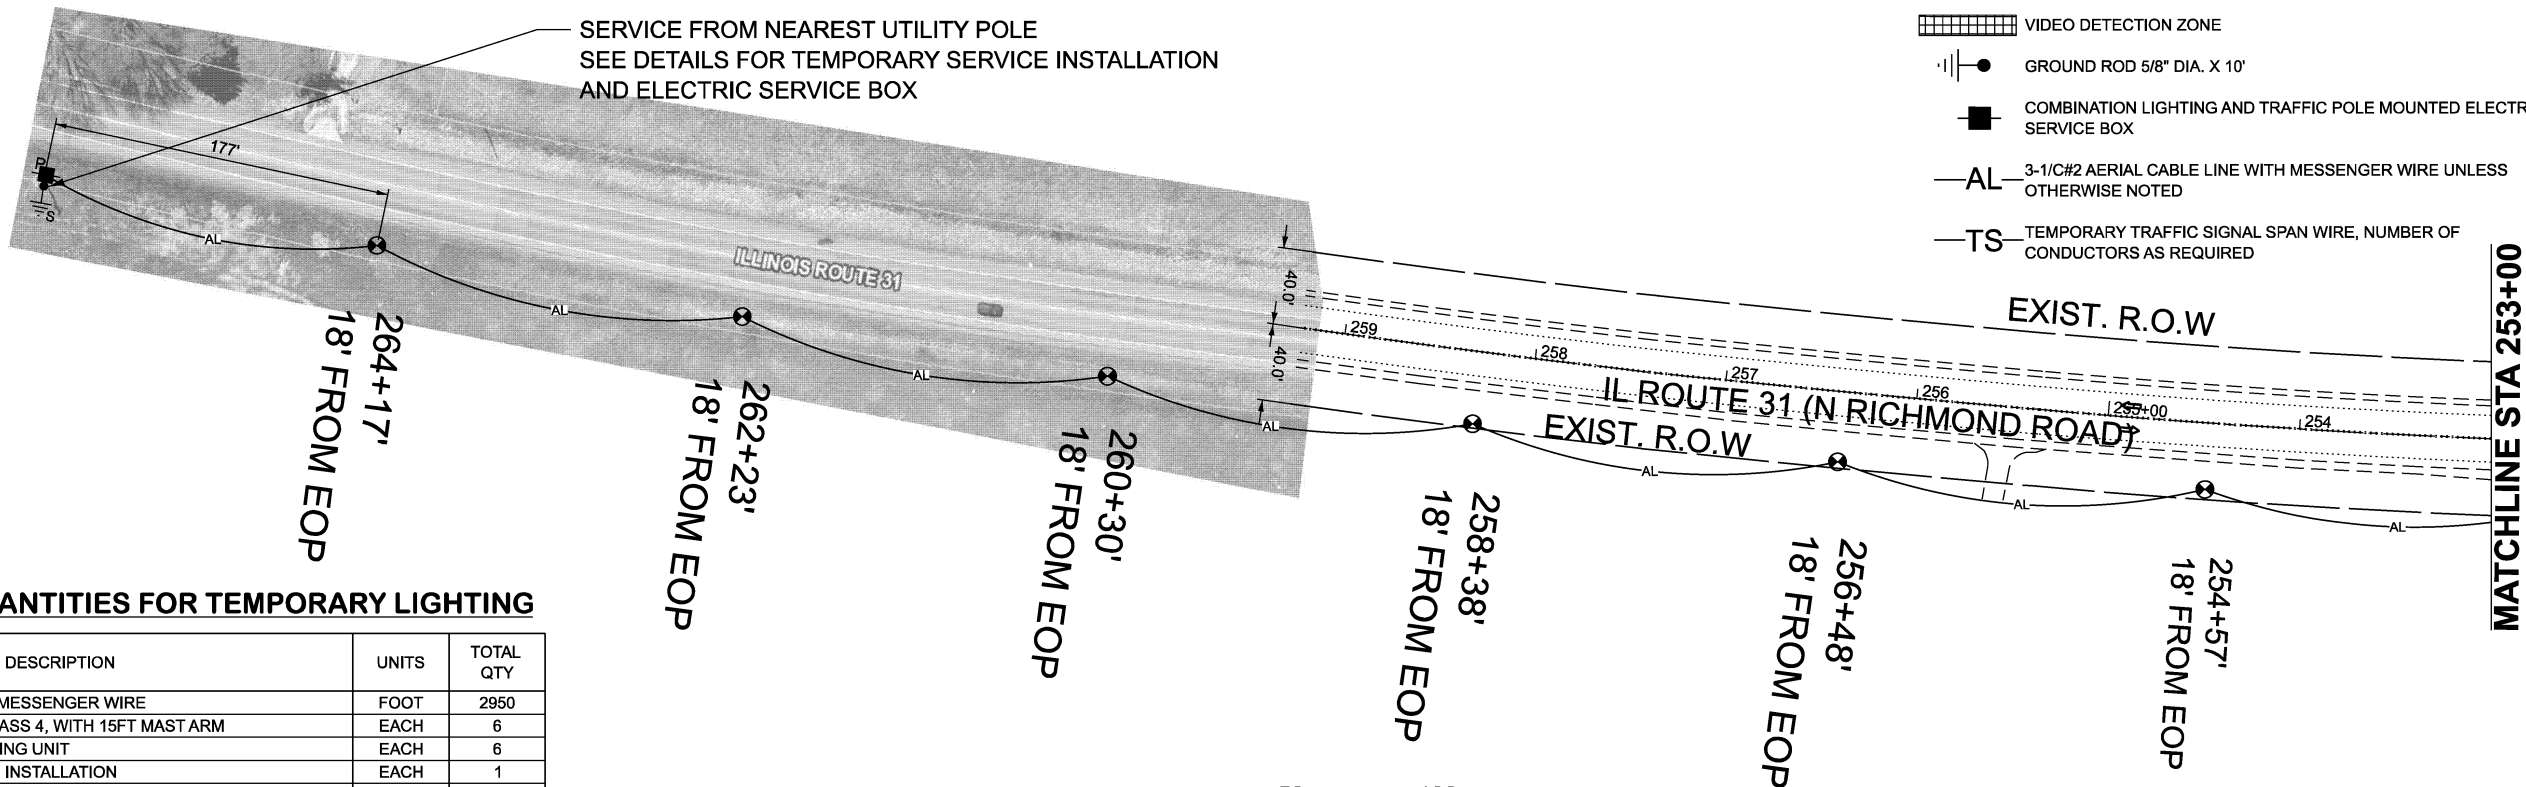 SERVICE FROM NEAREST UTILITY POLE
SEE DETAILS FOR TEMPORARY SERVICE INSTALLATION
AND ELECTRIC SERVICE BOX
VIDEO DETECTION ZONE
GROUND ROD 5/8" DIA. X 10'
COMBINATION LIGHTING AND TRAFFIC POLE MOUNTED ELECTR
SERVICE BOX
AL
3-1/C#2 AERIAL CABLE LINE WITH MESSENGER WIRE UNLESS
OTHERWISE NOTED
TS
TEMPORARY TRAFFIC SIGNAL SPAN WIRE, NUMBER OF
CONDUCTORS AS REQUIRED
177'
P
S
AL
AL
AL
AL
AL
AL
AL
ILLINOIS ROUTE 31
40.0'
40.0'
259
258
257
256
255+00
254
EXIST. R.O.W
IL ROUTE 31 (N RICHMOND ROAD)
EXIST. R.O.W
MATCHLINE STA 253+00
264+17'
18' FROM EOP
262+23'
18' FROM EOP
260+30'
18' FROM EOP
258+38'
18' FROM EOP
256+48'
18' FROM EOP
254+57'
18' FROM EOP
ANTITIES FOR TEMPORARY LIGHTING
DESCRIPTION UNITS TOTAL
QTY
MESSENGER WIRE FOOT 2950
ASS 4, WITH 15FT MAST ARM EACH 6
ING UNIT EACH 6
INSTALLATION EACH 1